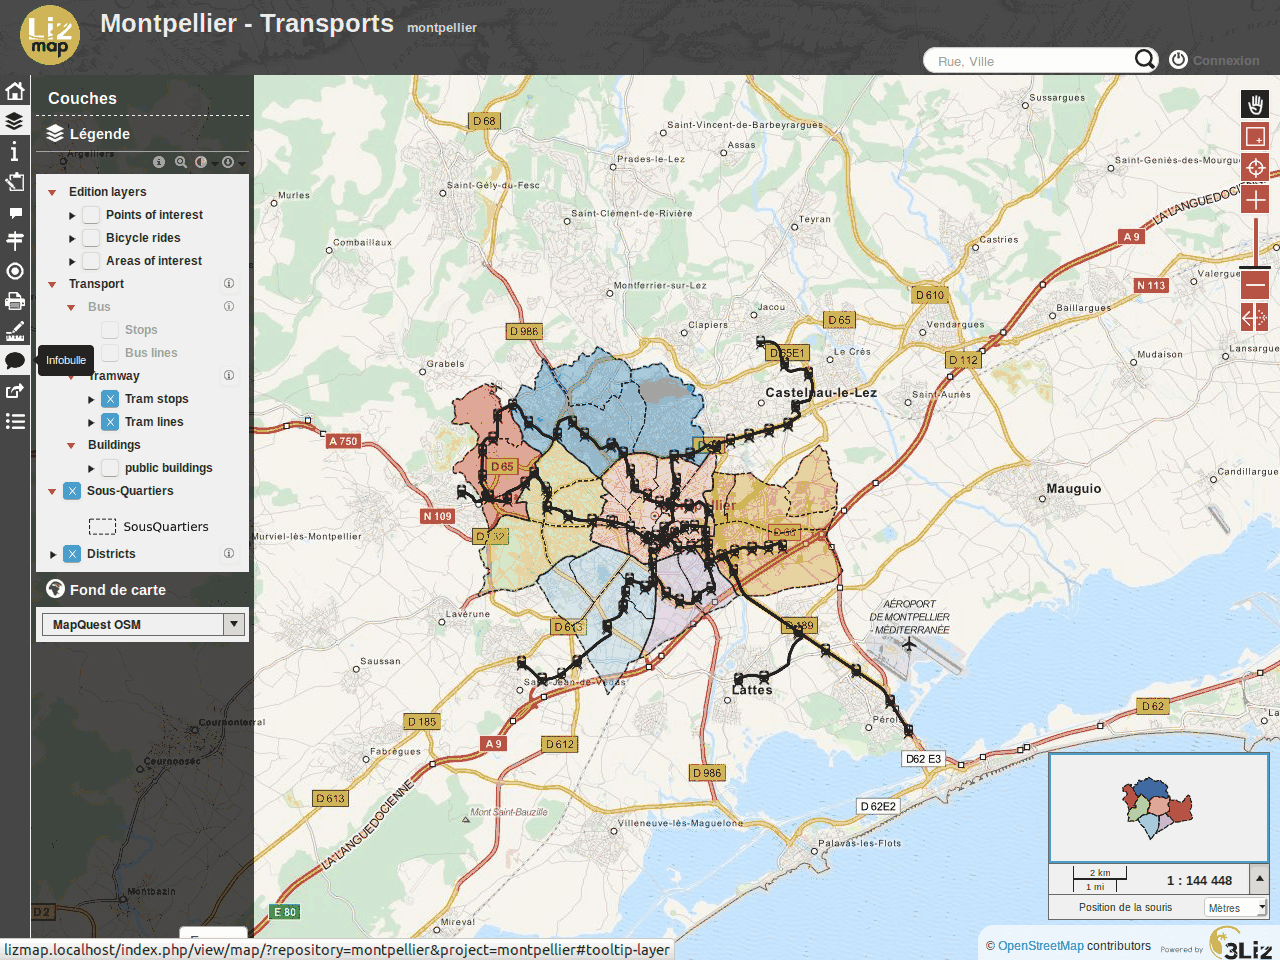 Liz
map
Montpellier - Transports montpellier
Rue, Ville
Connexion
Couches
Légende
Argelliers
Edition layers
Points of interest
Bicycle rides
Areas of interest
Transport
Bus
Stops
Bus lines
Infobulle
Tramway
Tram stops
Tram lines
Buildings
public buildings
Sous-Quartiers
SousQuartiers
Districts
Fond de carte
MapQuest OSM
Cournonterral
Cournonsec
Montbazin
D 2
D 68
Sussargues
Saint-Vincent-de-Barbeyrargues
Assas
Prades-le-Lez
Saint-Geniès-des-Mourgu
Saint-Gély-du-Fesc
Murles
Saint-Clément-de-Rivière
Teyran
LA LANGUEDOCIENNE
A 9
Combaillaux
Castries
Valergue
Montferrier-sur-Lez
N 113
D 610
Jacou
Baillargues
D 65
Clapiers
Vendargues
D 986
Grabels
D 65E1
Le Crès
D 112
Mudaison
Lansargue
Castelnau-le-Lez
Saint-Aunès
A 750
D 65
Candillargue
Mauguio
N 109
D 132
Murviel-lès-Montpellier
AÉROPORT
DE MONTPELLIER
- MÉDITERRANÉE
Lavérune
D 613
D 189
Saussan
Saint-Jean-de-Védas
Lattes
D 62
D 185
Pérols
La
A 9
D 612
Fabrègues
D62 E3
D 986
D 613
D 62E2
Mont Saint-Bauzille
Villeneuve-lès-Maguelone
LA LANGUEDOCIENNE
Palavas-les-Flots
E 80
Mireval
2 km
1 mi
1 : 144 448
Position de la souris
Mètres
lizmap.localhost/index.php/view/map/?repository=montpellier&project=montpellier#tooltip-layer
© OpenStreetMap contributors
Powered by
3Liz